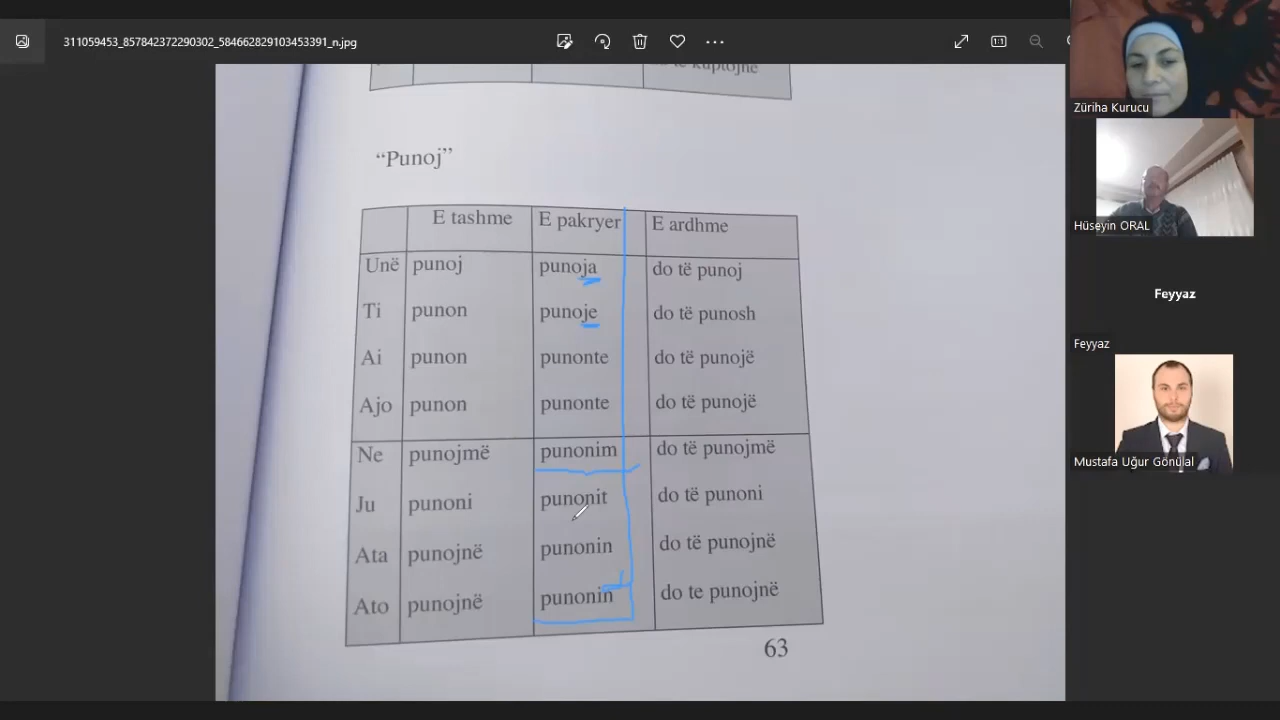 311059453_857842372290302_584662829103453391_n.jpg
kuptojnë
“Punoj”
E tashme E pakryer E ardhme
Unë punoj punoja do të punoj
Ti punon punoje do të punosh
Ai punon punonte do të punojë
Ajo punon punonte do të punojë
Ne punojmë punonim do të punojmë
Ju punoni punonit do të punoni
Ata punojnë punonin do të punojnë
Ato punojnë punonin do te punojnë
63
Züriha Kurucu
Hüseyin ORAL
Feyyaz
Feyyaz
Mustafa Uğur Gönülal